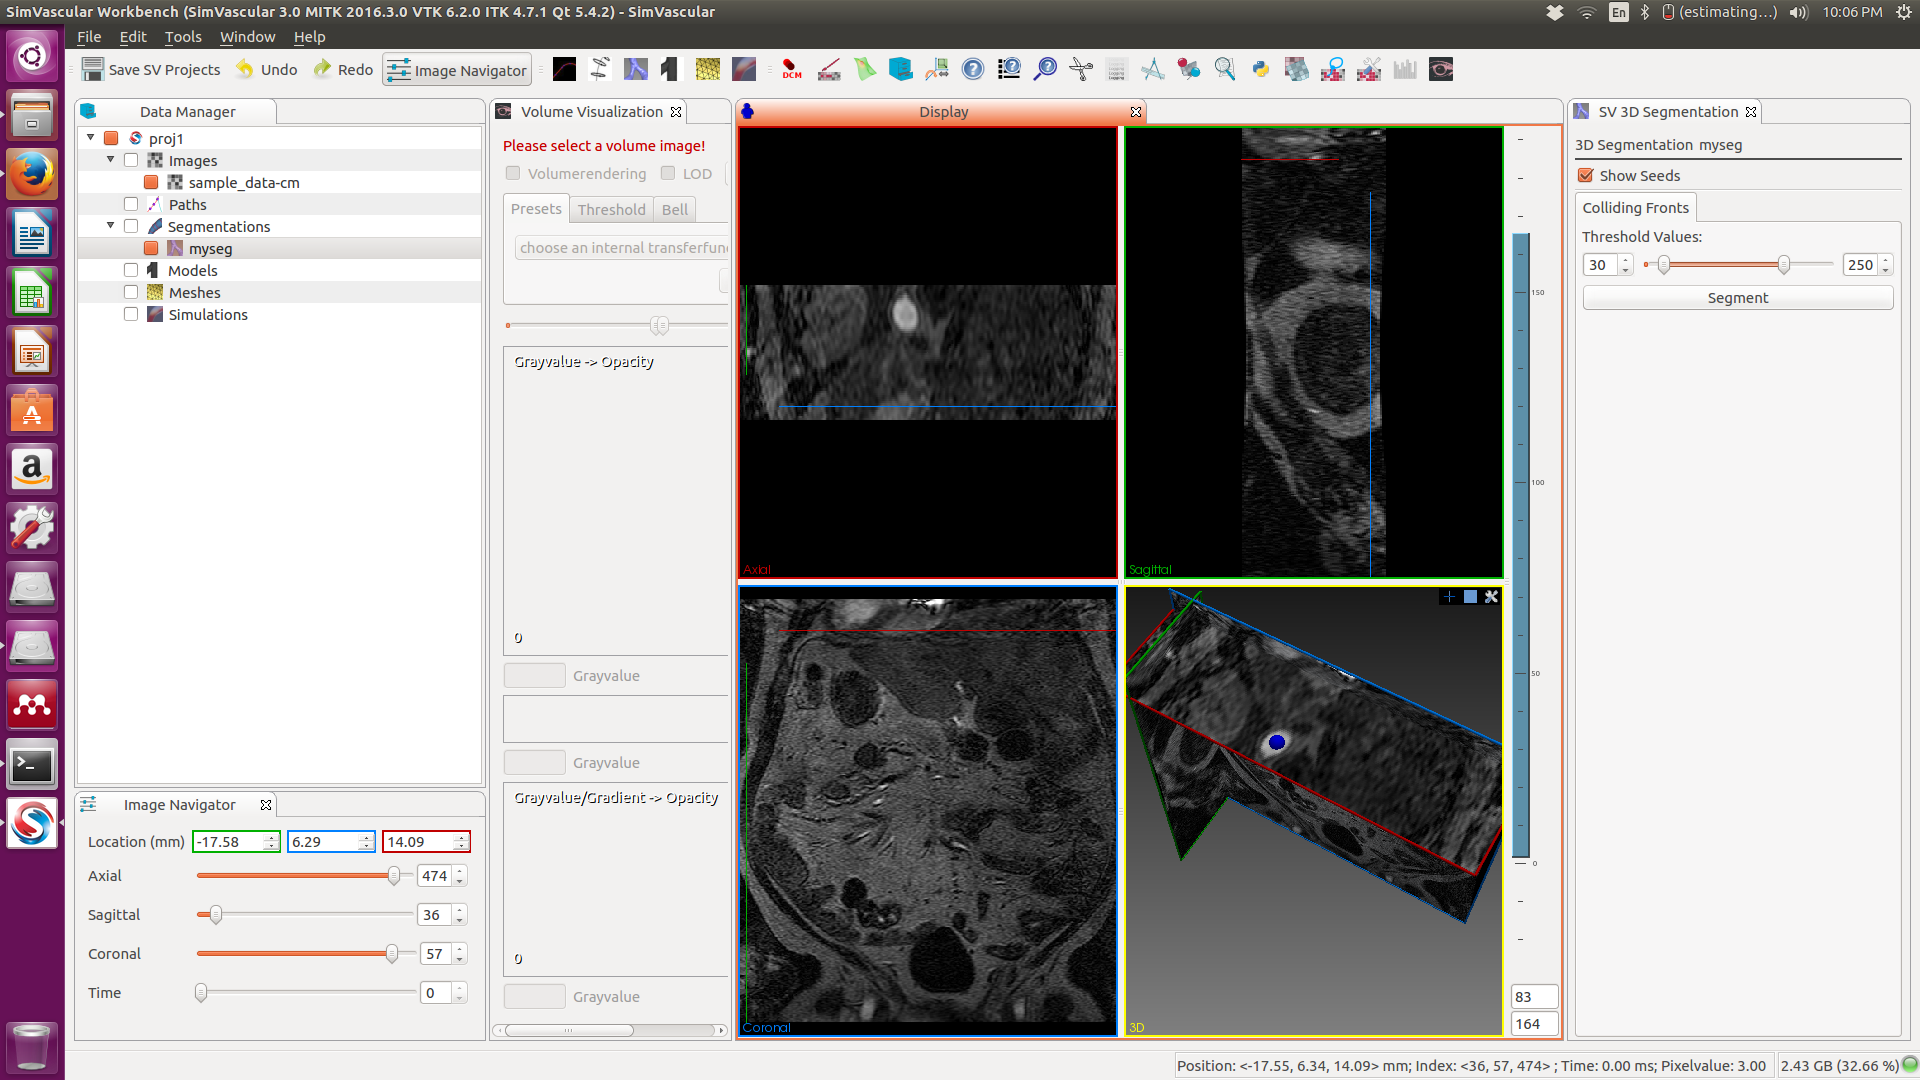 SimVascular Workbench (SimVascular 3.0 MITK 2016.3.0 VTK 6.2.0 ITK 4.7.1 Qt 5.4.2) - SimVascular
En
(estimating...)
10:06 PM
File Edit Tools Window Help
Save SV Projects
Undo
Redo
Image Navigator
DCM
Data Manager
proj1
Images
sample_data-cm
Paths
Segmentations
myseg
Models
Meshes
Simulations
Image Navigator
Location (mm) -17.58 6.29 14.09
Axial 474
Sagittal 36
Coronal 57
Time 0
Volume Visualization
Please select a volume image!
Volumerendering LOD
Presets Threshold Bell
choose an internal transferfun
Grayvalue -> Opacity
0
Grayvalue
Grayvalue
Grayvalue/Gradient -> Opacity
0
Grayvalue
Display
Axial
Sagittal
Coronal
3D
150
100
50
0
83
164
SV 3D Segmentation
3D Segmentation myseg
Show Seeds
Colliding Fronts
Threshold Values:
30 250
Segment
Position: <-17.55, 6.34, 14.09> mm; Index: <36, 57, 474> ; Time: 0.00 ms; Pixelvalue: 3.00
2.43 GB (32.66 %)